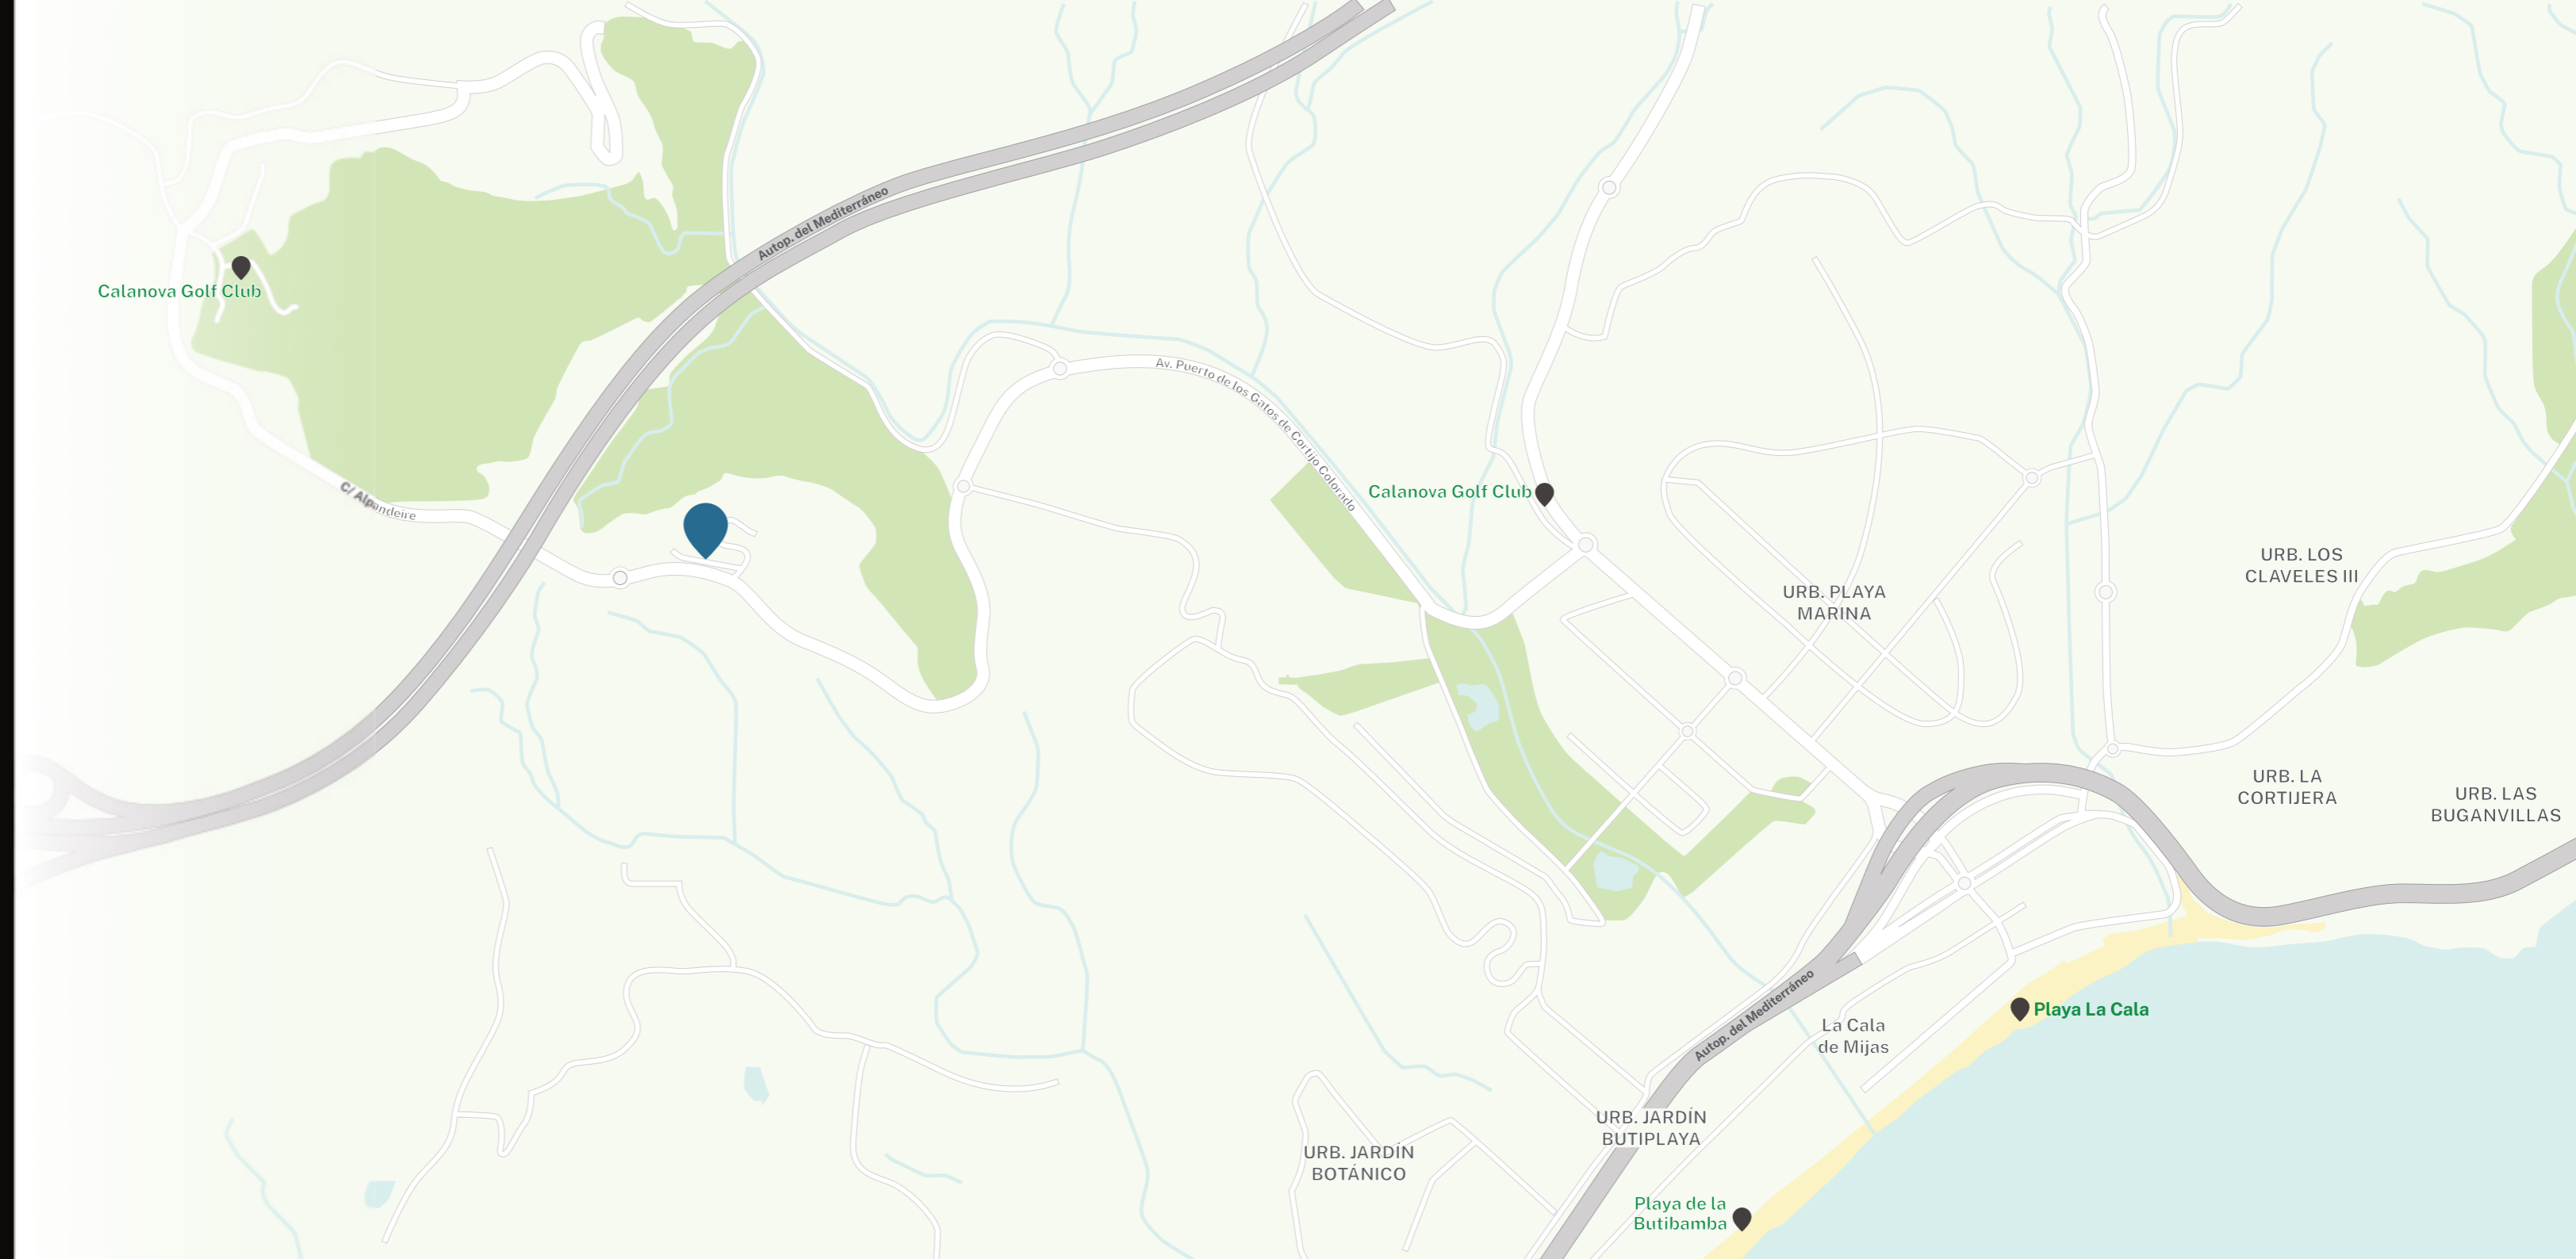 Autop. del Mediterráneo
Calanova Golf Club
Av. Puerto de los Gatos de Cortijo Colorado
C/ Alpandeire
Calanova Golf Club
URB. LOS
CLAVELES III
URB. PLAYA
MARINA
URB. LA
CORTIJERA
URB. LAS
BUGANVILLAS
Autop. del Mediterráneo
Playa La Cala
La Cala
de Mijas
URB. JARDÍN
BUTIPLAYA
URB. JARDÍN
BOTÁNICO
Playa de la
Butibamba